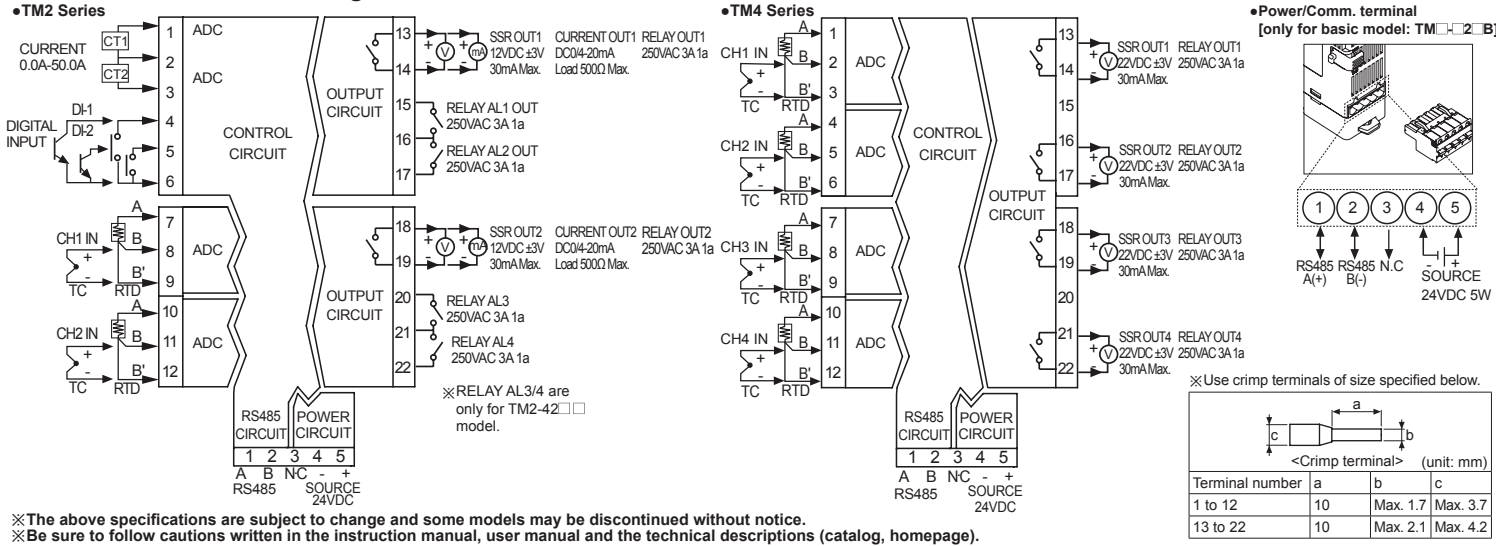 ●TM2 Series
CURRENT
0.0A-50.0A
CT1
CT2
DIGITAL
INPUT
DI-1
DI-2
1
2
3
4
5
6
ADC
ADC
CONTROL
CIRCUIT
CH1 IN
+
-
TC
RTD
A
B
B'
7
8
9
ADC
CH2 IN
+
-
TC
RTD
A
B
B'
10
11
12
ADC
OUTPUT
CIRCUIT
13
14
15
16
17
+
-
V
+
mA
SSR OUT1 CURRENT OUT1 RELAY OUT1
12VDC ±3V DC0/4-20mA 250VAC 3A 1a
30mA Max. Load 500Ω Max.
RELAY AL1 OUT
250VAC 3A 1a
RELAY AL2 OUT
250VAC 3A 1a
OUTPUT
CIRCUIT
18
19
20
21
22
+
-
V
+
mA
SSR OUT2 CURRENT OUT2 RELAY OUT2
12VDC ±3V DC0/4-20mA 250VAC 3A 1a
30mA Max. Load 500Ω Max.
RELAY AL3
250VAC 3A 1a
RELAY AL4
250VAC 3A 1a
※RELAY AL3/4 are
only for TM2-42□□
model.
RS485
CIRCUIT
POWER
CIRCUIT
1 2 3 4 5
A B N·C - +
RS485 SOURCE
24VDC
●TM4 Series
CH1 IN
+
-
TC
RTD
A
B
B'
1
2
3
ADC
CH2 IN
+
-
TC
RTD
A
B
B'
4
5
6
ADC
CH3 IN
+
-
TC
RTD
A
B
B'
7
8
9
ADC
CH4 IN
+
-
TC
RTD
A
B
B'
10
11
12
ADC
CONTROL
CIRCUIT
OUTPUT
CIRCUIT
13
14
15
16
17
18
19
20
21
22
+
-
V
SSR OUT1 RELAY OUT1
22VDC ±3V 250VAC 3A 1a
30mA Max.
+
-
V
SSR OUT2 RELAY OUT2
22VDC ±3V 250VAC 3A 1a
30mA Max.
+
-
V
SSR OUT3 RELAY OUT3
22VDC ±3V 250VAC 3A 1a
30mA Max.
+
-
V
SSR OUT4 RELAY OUT4
22VDC ±3V 250VAC 3A 1a
30mA Max.
RS485
CIRCUIT
POWER
CIRCUIT
1 2 3 4 5
A B N·C - +
RS485 SOURCE
24VDC
●Power/Comm. terminal
[only for basic model: TM□-□2□B]
1 2 3 4 5
RS485 RS485 N.C - +
A(+) B(-) SOURCE
24VDC 5W
※Use crimp terminals of size specified below.
a
c
b
<Crimp terminal> (unit: mm)
Terminal number a b c
1 to 12 10 Max. 1.7 Max. 3.7
13 to 22 10 Max. 2.1 Max. 4.2
※The above specifications are subject to change and some models may be discontinued without notice.
※Be sure to follow cautions written in the instruction manual, user manual and the technical descriptions (catalog, homepage).